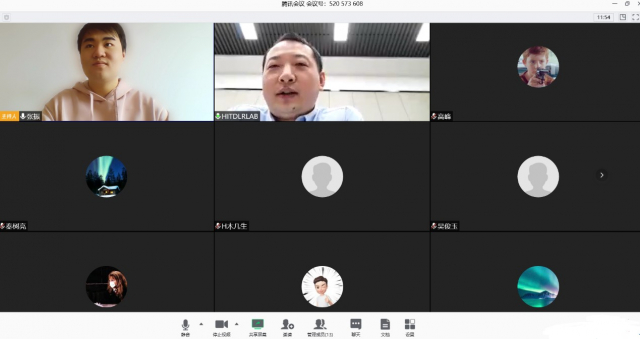 腾讯会议 会议号：520 573 608
11:54
主持人 张振
HITDLRLAB
高峰
秦树亮
H木几生
吴俊玉
静音
停止视频
共享屏幕
邀请
管理成员(13)
聊天
文档
设置